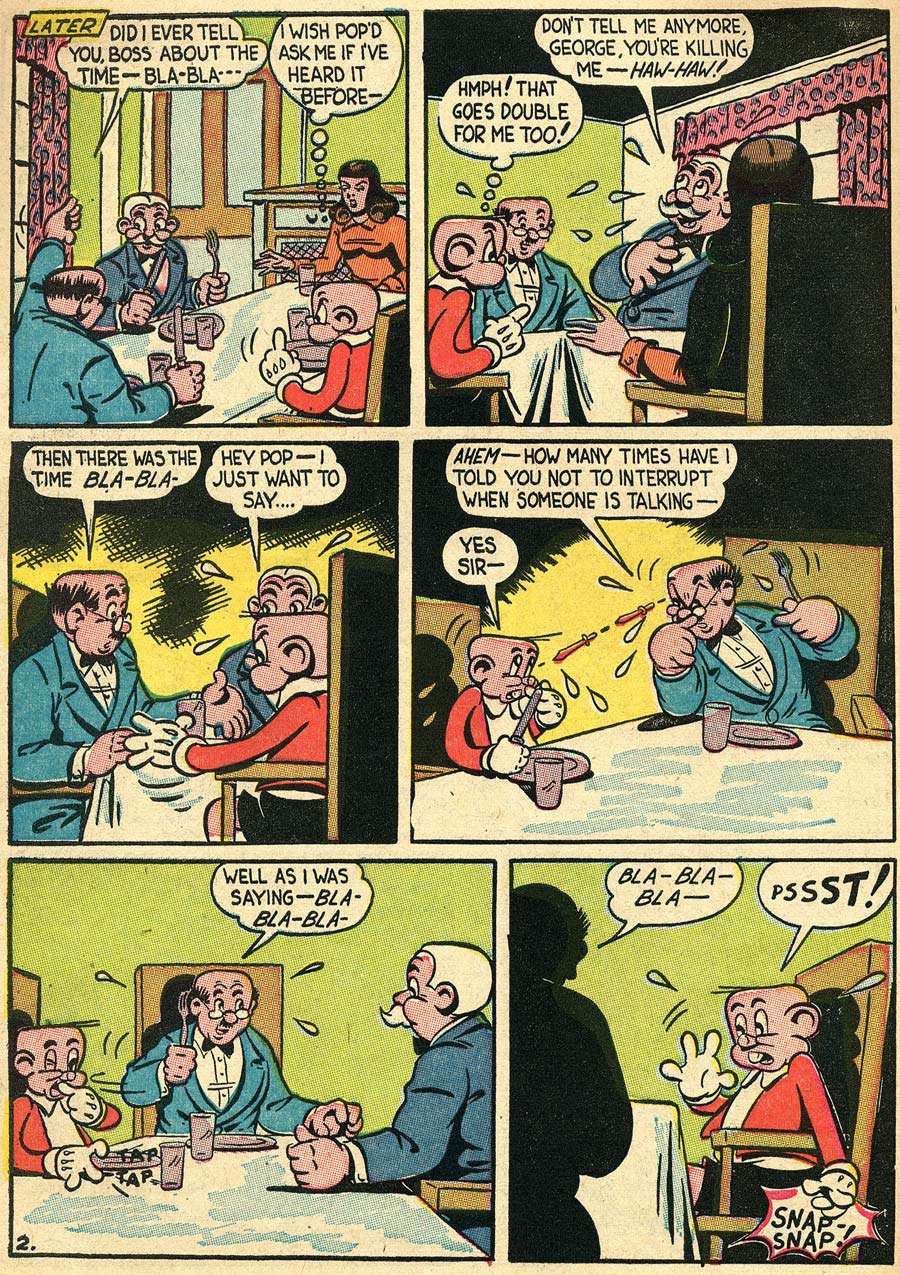 LATER
DID I EVER TELL
YOU, BOSS ABOUT THE
TIME— BLA-BLA---
I WISH POP'D
ASK ME IF I'VE
HEARD IT
—BEFORE—
DON'T TELL ME ANYMORE,
GEORGE, YOU'RE KILLING
ME — HAW-HAW!
HMPH! THAT
GOES DOUBLE
FOR ME TOO!
THEN THERE WAS THE
TIME BLA-BLA-
HEY POP— I
JUST WANT TO
SAY....
AHEM— HOW MANY TIMES HAVE I
TOLD YOU NOT TO INTERRUPT
WHEN SOMEONE IS TALKING—
YES
SIR—
WELL AS I WAS
SAYING—BLA-
BLA-BLA-
TAP
TAP-
BLA-BLA-
BLA—
PSSST!
SNAP-
SNAP-!
2.